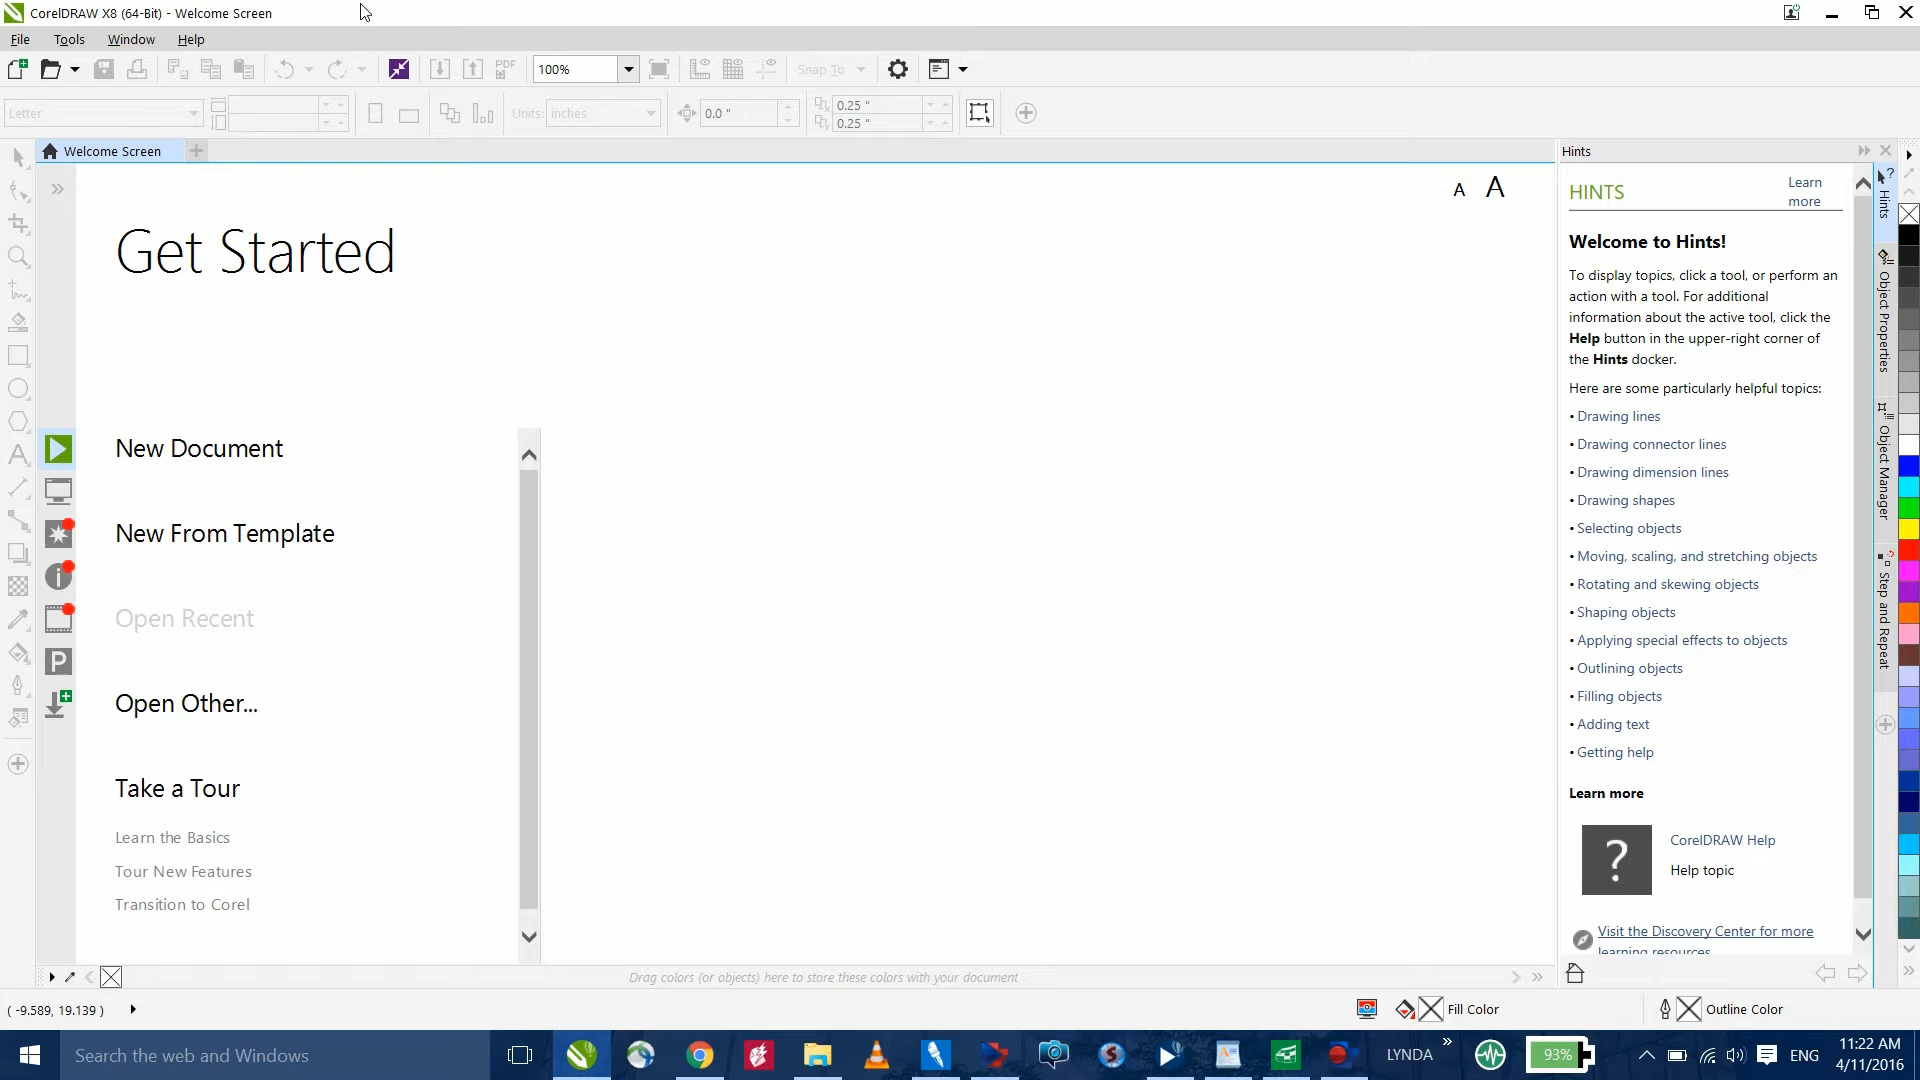 CorelDRAW X8 (64-Bit) - Welcome Screen
File Tools Window Help
PDF 100% Snap To
Letter Units: inches 0.0 " 0.25 "
0.25 "
Welcome Screen
A A
Get Started
New Document
New From Template
Open Recent
Open Other...
Take a Tour
Learn the Basics
Tour New Features
Transition to Corel
Hints
HINTS
Learn
more
Welcome to Hints!
To display topics, click a tool, or perform an
action with a tool. For additional
information about the active tool, click the
Help button in the upper-right corner of
the Hints docker.
Here are some particularly helpful topics:
• Drawing lines
• Drawing connector lines
• Drawing dimension lines
• Drawing shapes
• Selecting objects
• Moving, scaling, and stretching objects
• Rotating and skewing objects
• Shaping objects
• Applying special effects to objects
• Outlining objects
• Filling objects
• Adding text
• Getting help
Learn more
?
CorelDRAW Help
Help topic
Visit the Discovery Center for more
learning resources
Hints
Object Properties
Object Manager
Step and Repeat
Drag colors (or objects) here to store these colors with your document
( -9.589, 19.139 )
Fill Color
Outline Color
Search the web and Windows
LYNDA
93%
ENG
11:22 AM
4/11/2016